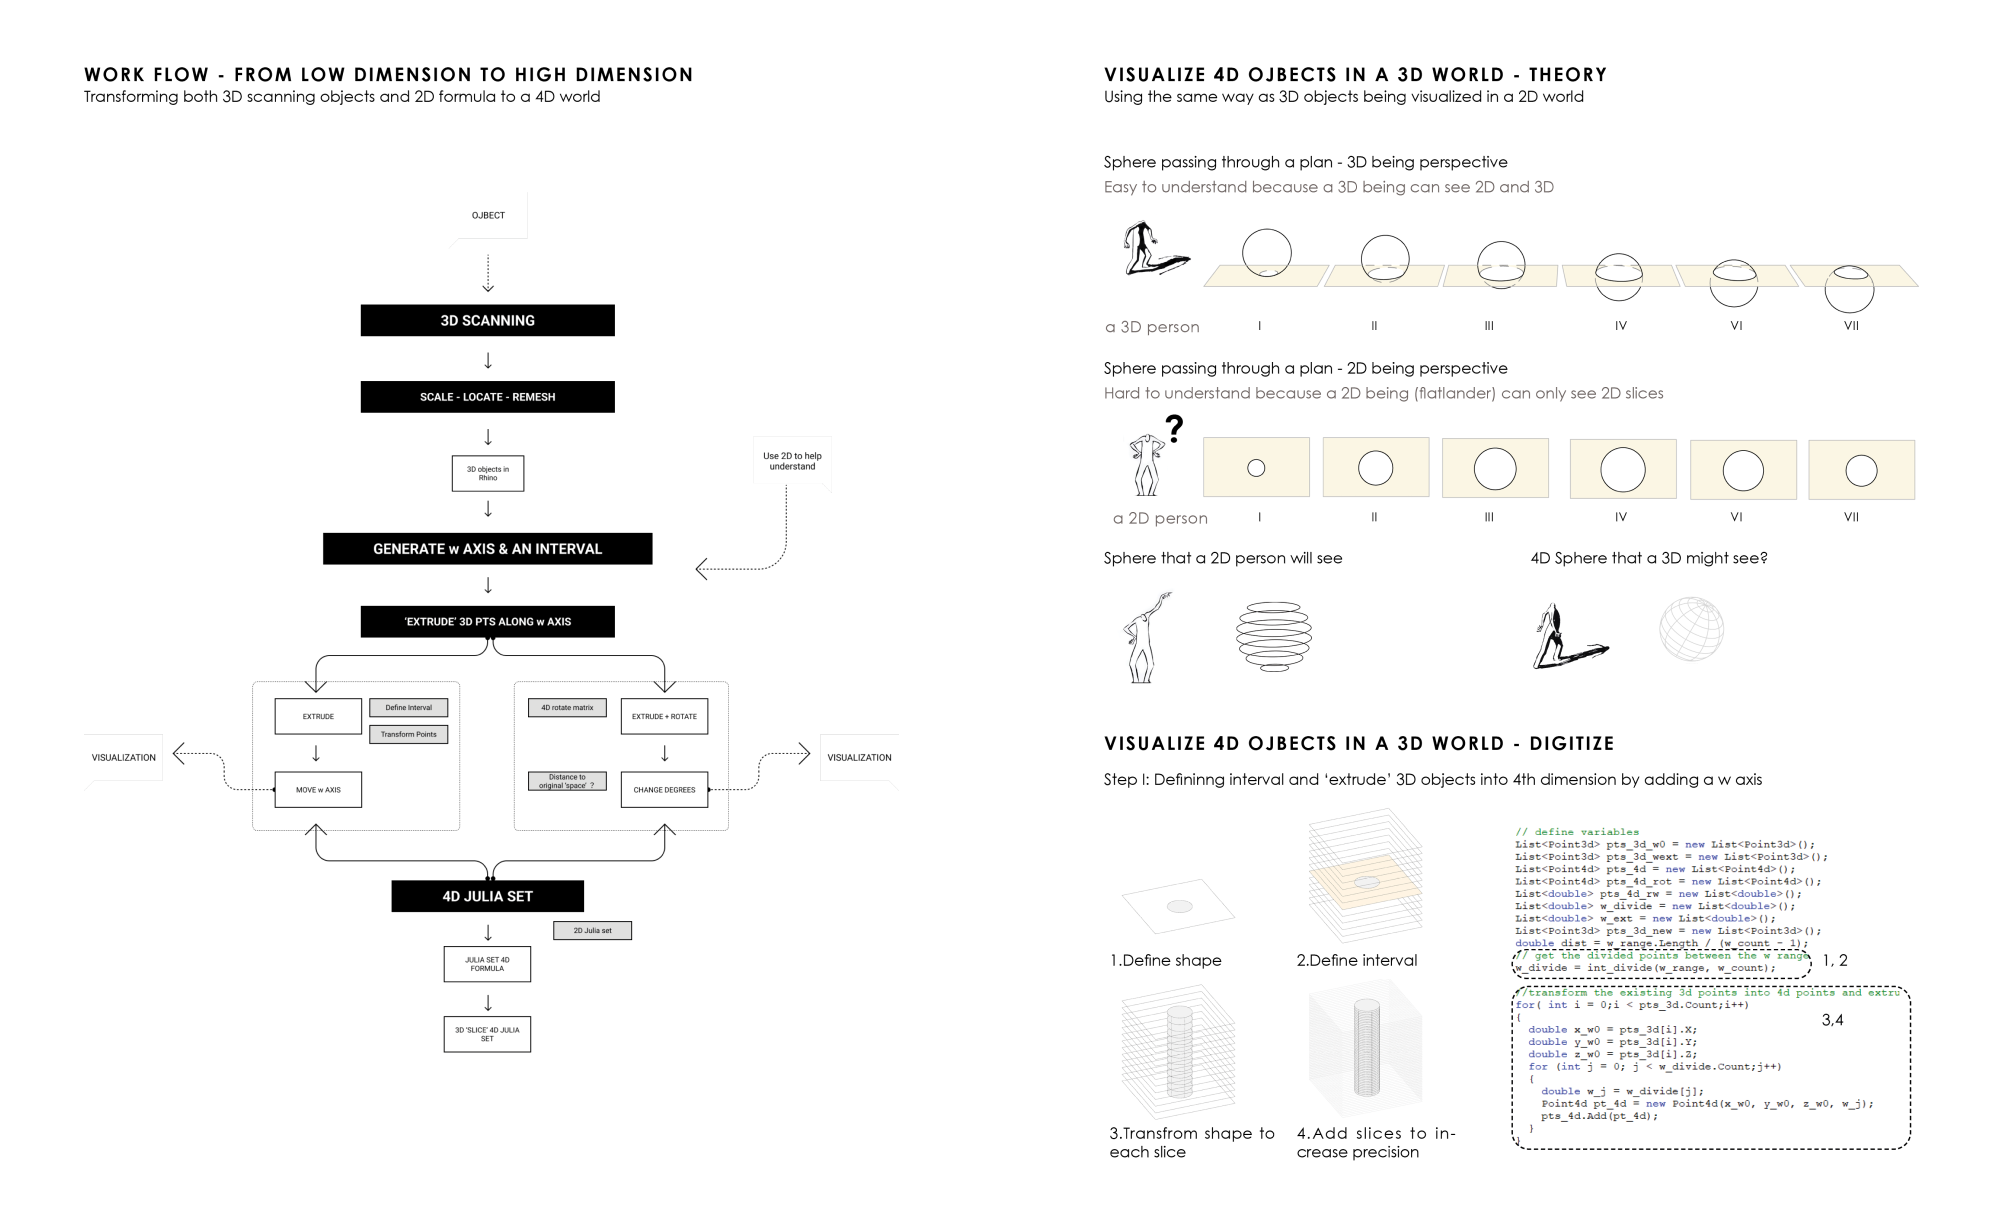 WORK FLOW - FROM LOW DIMENSION TO HIGH DIMENSION
Transforming both 3D scanning objects and 2D formula to a 4D world
OJBECT
3D SCANNING
SCALE - LOCATE - REMESH
3D objects in
Rhino
Use 2D to help
understand
GENERATE w AXIS & AN INTERVAL
'EXTRUDE' 3D PTS ALONG w AXIS
EXTRUDE
Define Interval
Transform Points
MOVE w AXIS
VISUALIZATION
4D rotate matrix
EXTRUDE + ROTATE
Distance to
original 'space' ?
CHANGE DEGREES
VISUALIZATION
4D JULIA SET
2D Julia set
JULIA SET 4D
FORMULA
3D 'SLICE' 4D JULIA
SET
VISUALIZE 4D OJBECTS IN A 3D WORLD - THEORY
Using the same way as 3D objects being visualized in a 2D world
Sphere passing through a plan - 3D being perspective
Easy to understand because a 3D being can see 2D and 3D
a 3D person
I
II
III
IV
VI
VII
Sphere passing through a plan - 2D being perspective
Hard to understand because a 2D being (flatlander) can only see 2D slices
?
a 2D person
I
II
III
IV
VI
VII
Sphere that a 2D person will see
4D Sphere that a 3D might see?
VISUALIZE 4D OJBECTS IN A 3D WORLD - DIGITIZE
Step I: Defininng interval and 'extrude' 3D objects into 4th dimension by adding a w axis
1.Define shape
2.Define interval
3.Transfrom shape to
each slice
4.Add slices to in-
crease precision
// define variables
List<Point3d> pts_3d_w0 = new List<Point3d>();
List<Point3d> pts_3d_wext = new List<Point3d>();
List<Point4d> pts_4d = new List<Point4d>();
List<Point4d> pts_4d_rot = new List<Point4d>();
List<double> pts_4d_rw = new List<double>();
List<double> w_divide = new List<double>();
List<double> w_ext = new List<double>();
List<Point3d> pts_3d_new = new List<Point3d>();
double dist = w_range.Length / (w_count - 1);
// get the divided points between the w range
w_divide = int_divide(w_range, w_count);
1, 2
//transform the existing 3d points into 4d points and extru
for( int i = 0;i < pts_3d.Count;i++)
{
3,4
double x_w0 = pts_3d[i].X;
double y_w0 = pts_3d[i].Y;
double z_w0 = pts_3d[i].Z;
for (int j = 0; j < w_divide.Count;j++)
{
double w_j = w_divide[j];
Point4d pt_4d = new Point4d(x_w0, y_w0, z_w0, w_j);
pts_4d.Add(pt_4d);
}
}